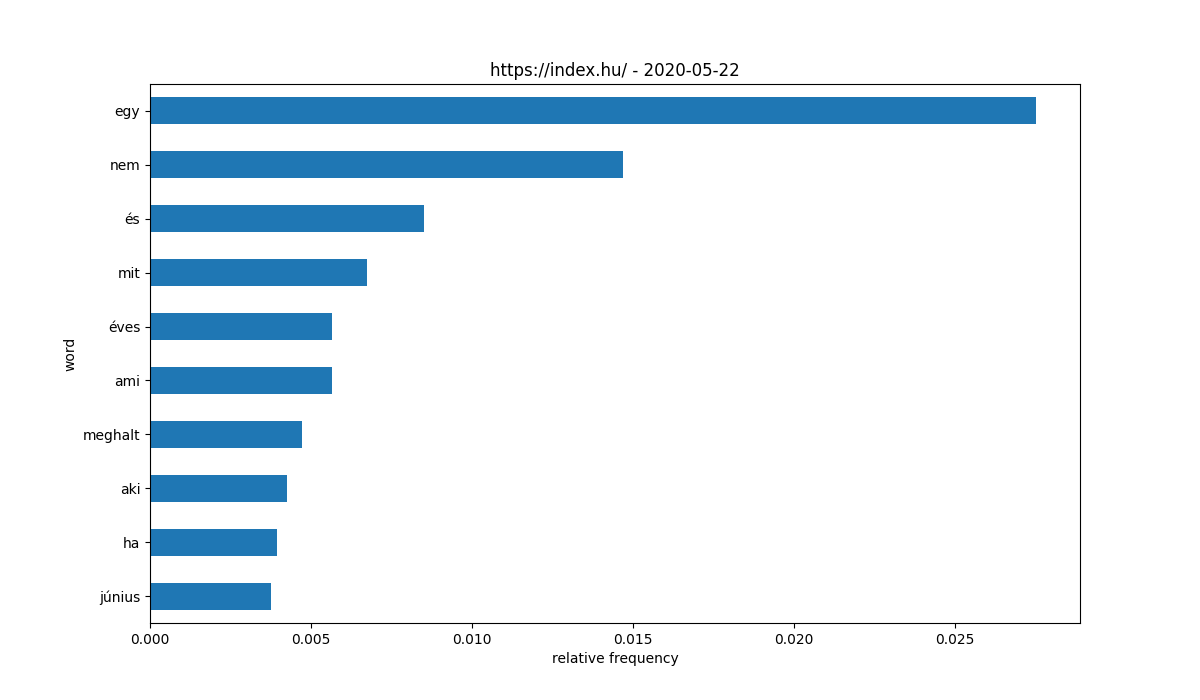 https://index.hu/ - 2020-05-22
egy
nem
és
mit
éves
ami
meghalt
aki
ha
június
word
0.000 0.005 0.010 0.015 0.020 0.025
relative frequency